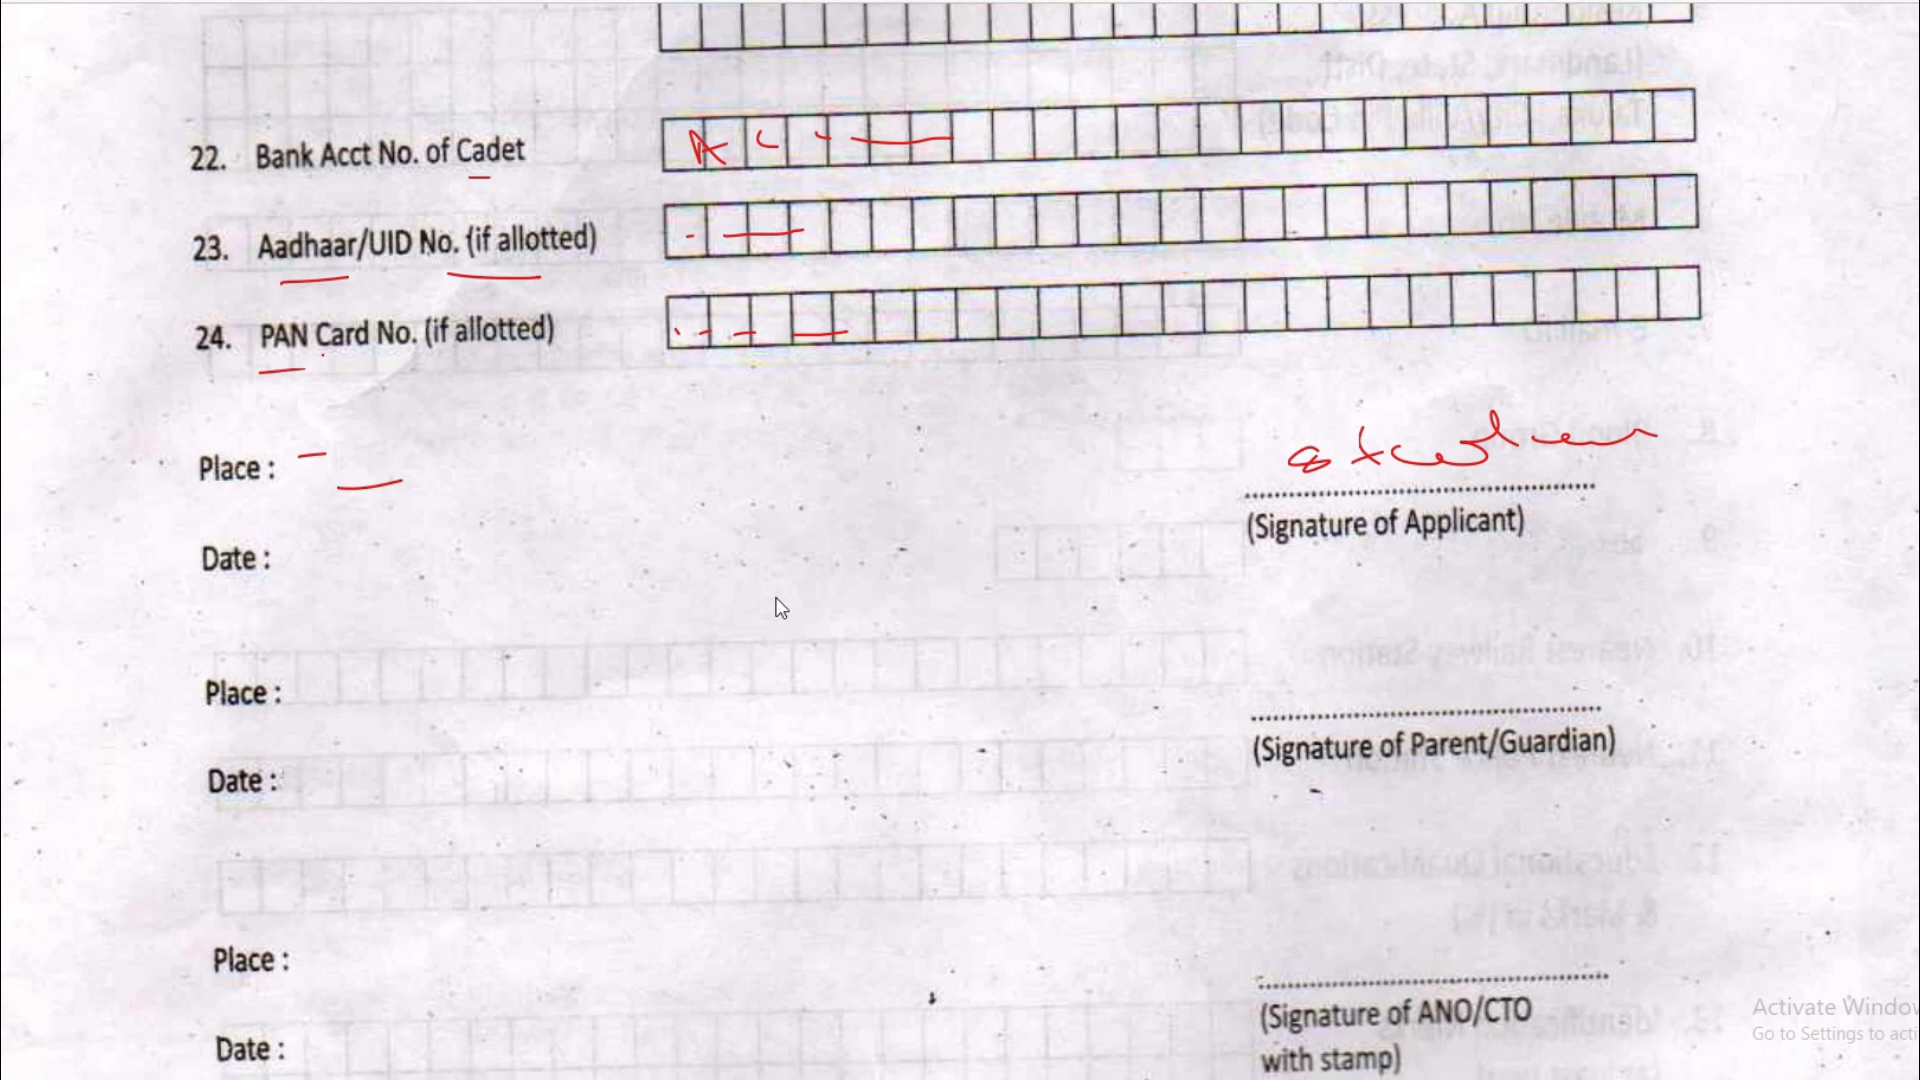 22. Bank Acct No. of Cadet
A C
23. Aadhaar/UID No. (if allotted)
24. PAN Card No. (if allotted)
Place :
(Signature of Applicant)
Date :
Place :
(Signature of Parent/Guardian)
Date :
Place :
(Signature of ANO/CTO
with stamp)
Date :
Activate Window
Go to Settings to acti